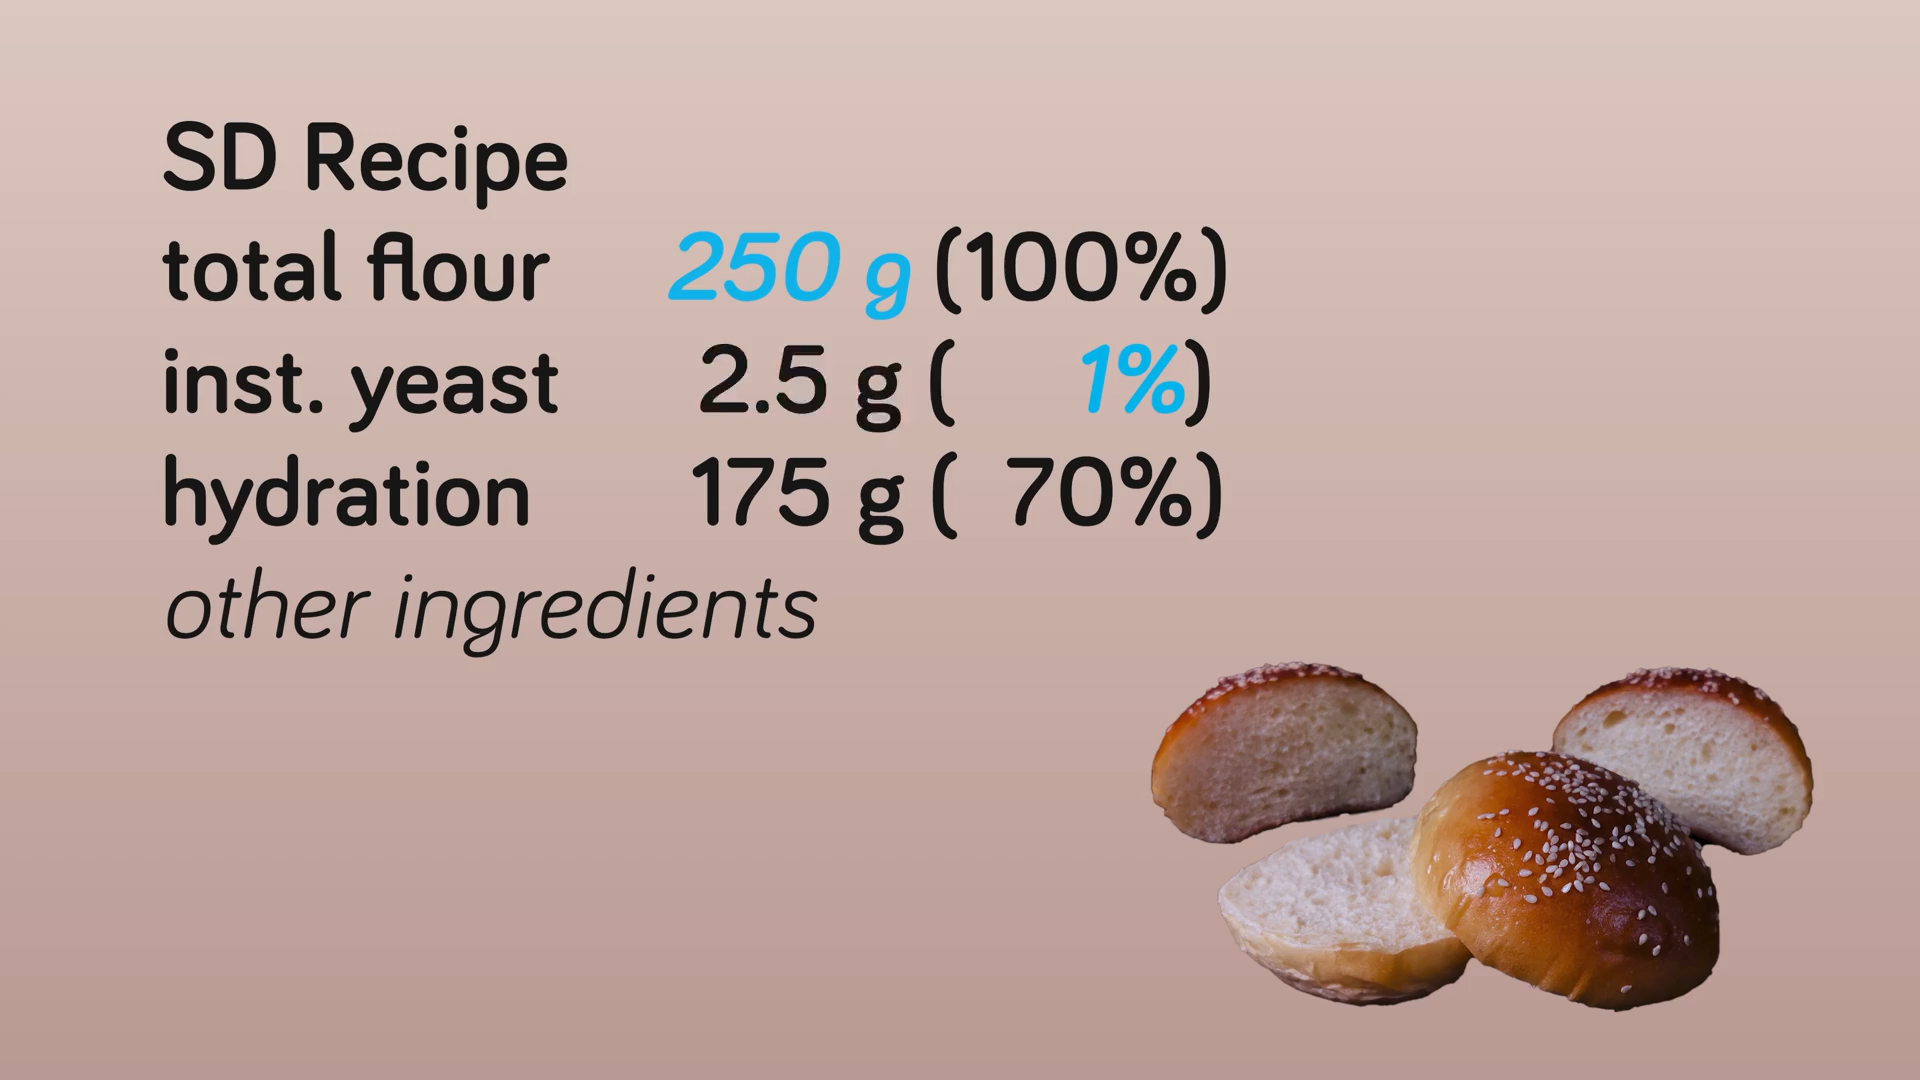 SD Recipe
total flour 250 g (100%)
inst. yeast 2.5 g ( 1%)
hydration 175 g ( 70%)
other ingredients